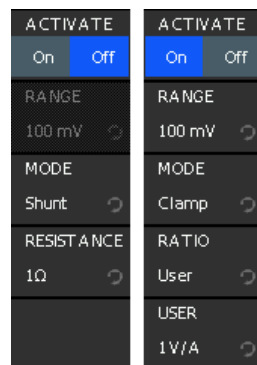 ACTIVATE
On Off
RANGE
100 mV
MODE
Shunt
RESISTANCE
1Ω
ACTIVATE
On Off
RANGE
100 mV
MODE
Clamp
RATIO
User
USER
1V/A